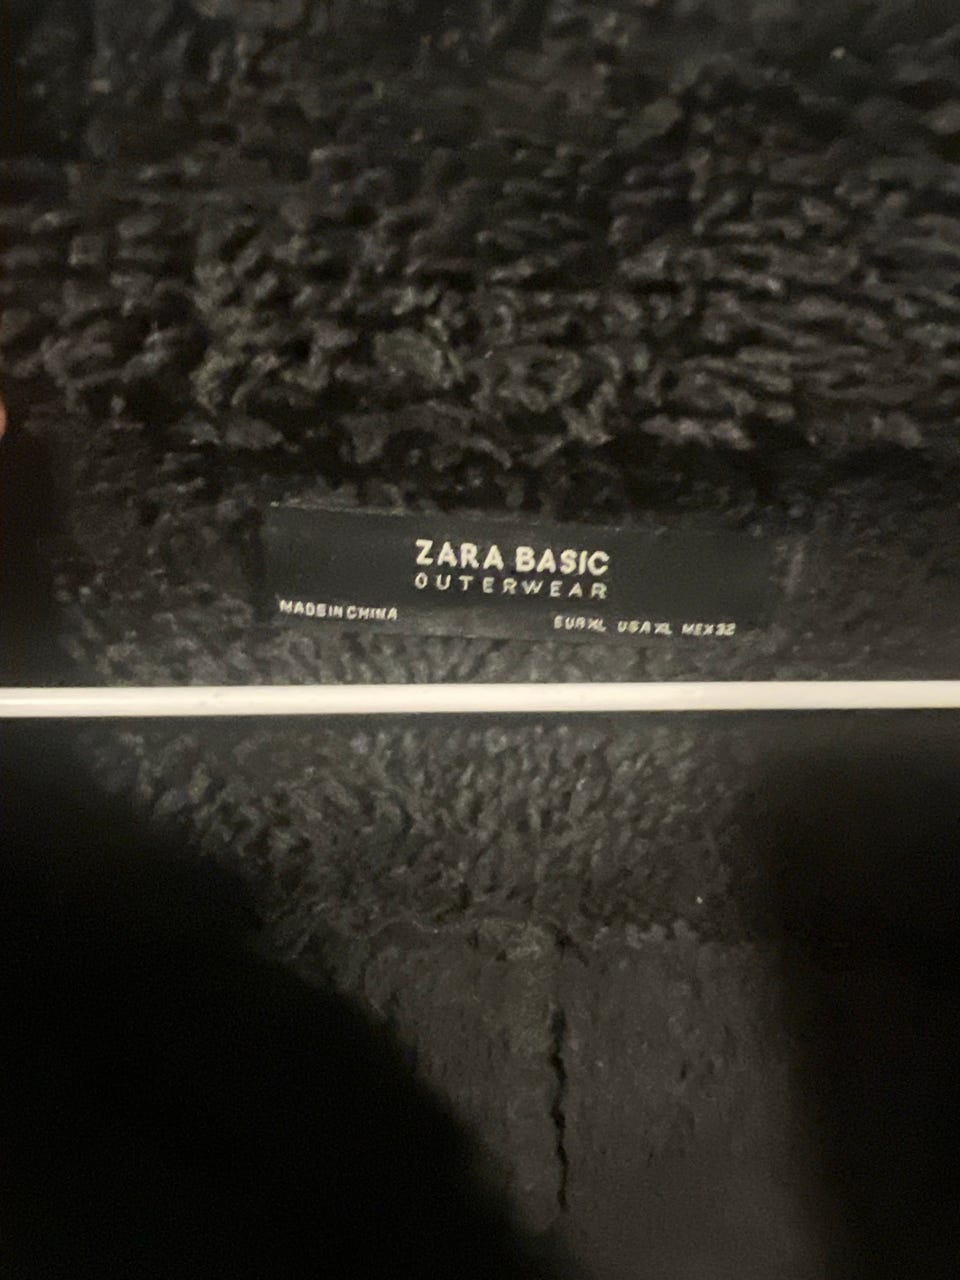 ZARA BASIC
OUTERWEAR
MADE IN CHINA
EUR XL USA XL MEX 32